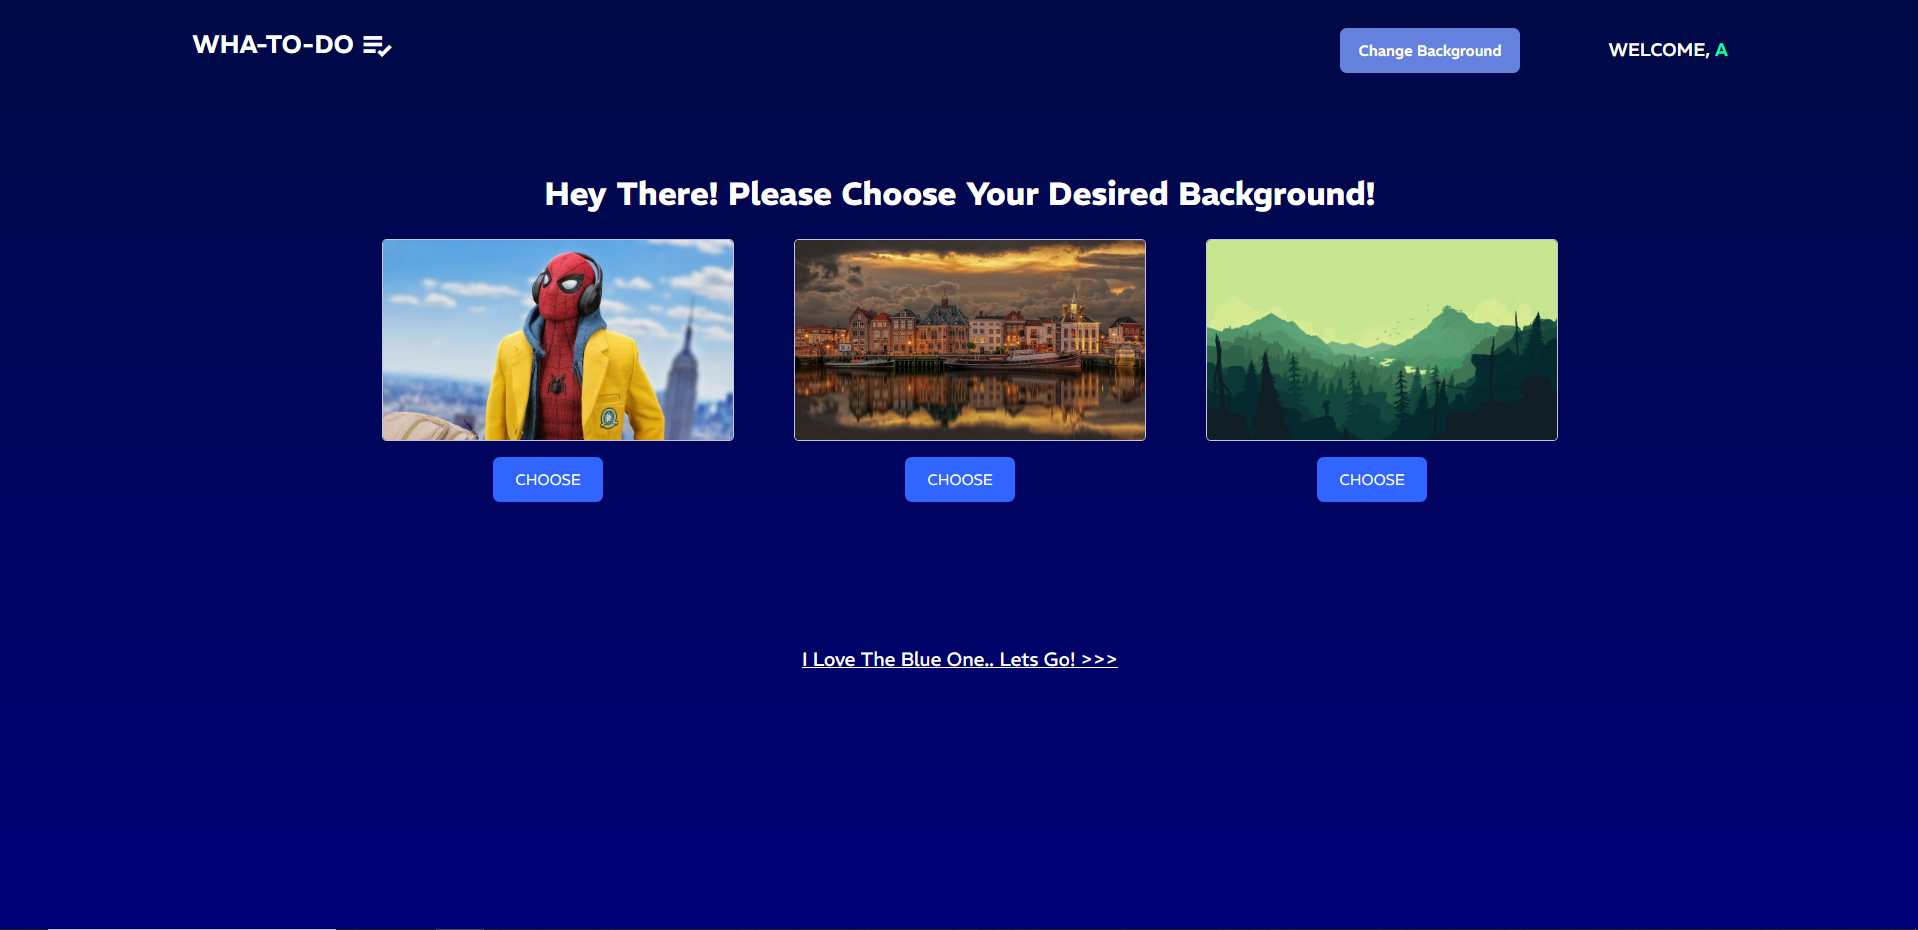 WHA-TO-DO
Change Background
WELCOME, A
Hey There! Please Choose Your Desired Background!
CHOOSE
CHOOSE
CHOOSE
I Love The Blue One.. Lets Go! >>>